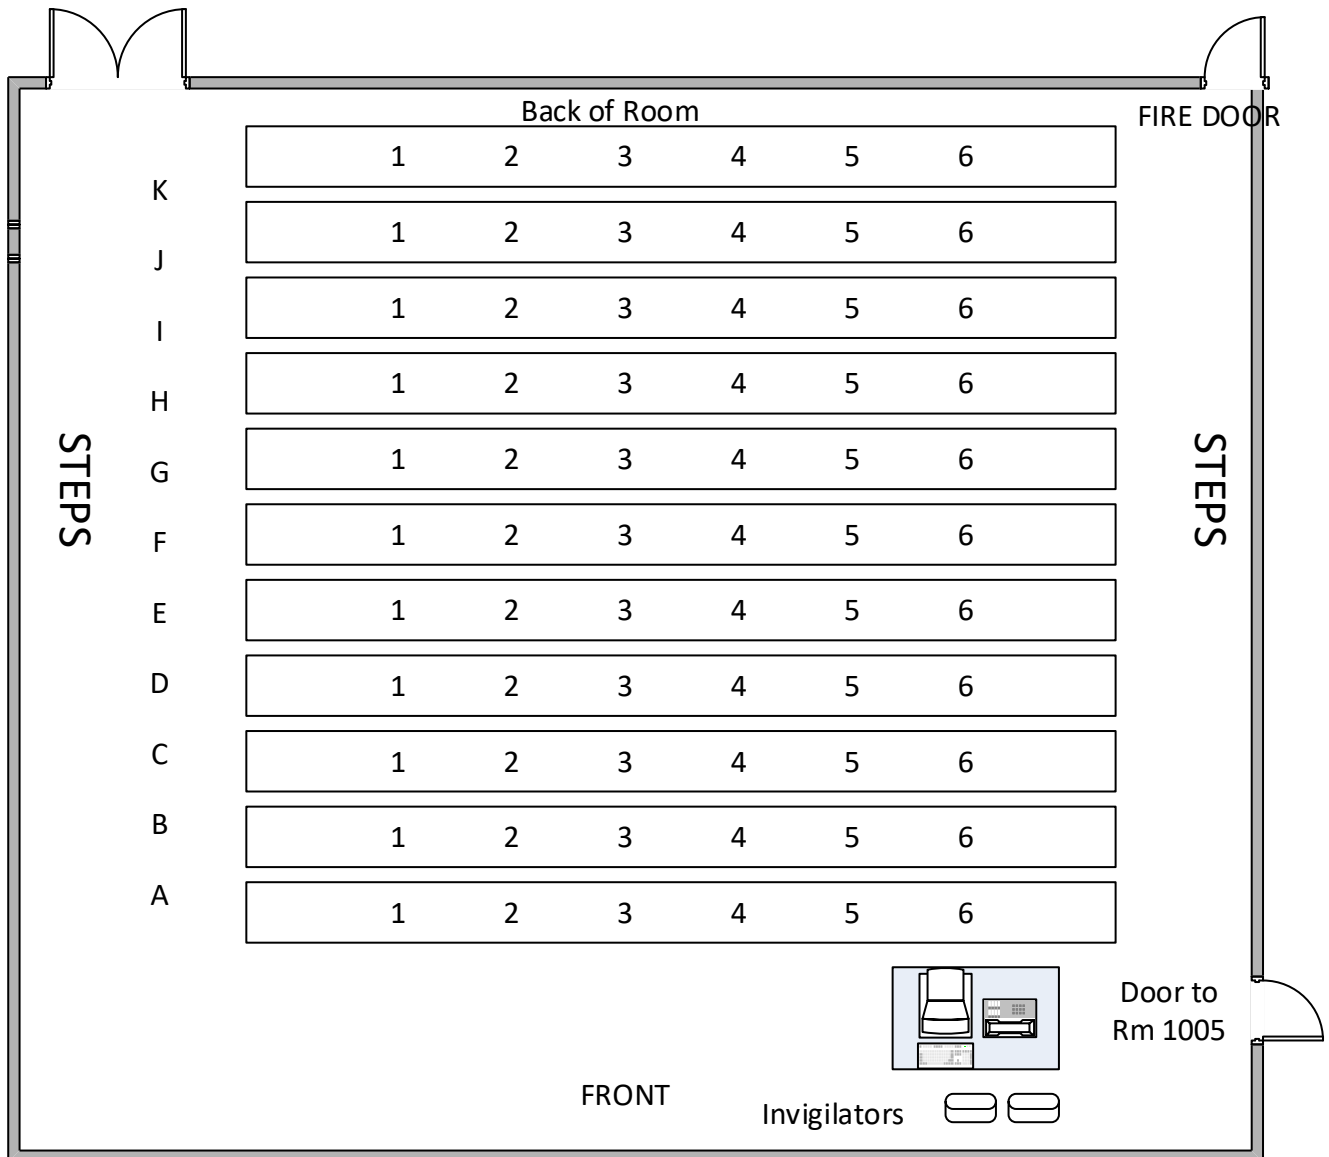 Back of Room
FIRE DOOR
1 2 3 4 5 6
K
1 2 3 4 5 6
J
1 2 3 4 5 6
I
1 2 3 4 5 6
H
1 2 3 4 5 6
G
STEPS
STEPS
1 2 3 4 5 6
F
1 2 3 4 5 6
E
1 2 3 4 5 6
D
1 2 3 4 5 6
C
1 2 3 4 5 6
B
1 2 3 4 5 6
A
Door to
Rm 1005
FRONT
Invigilators